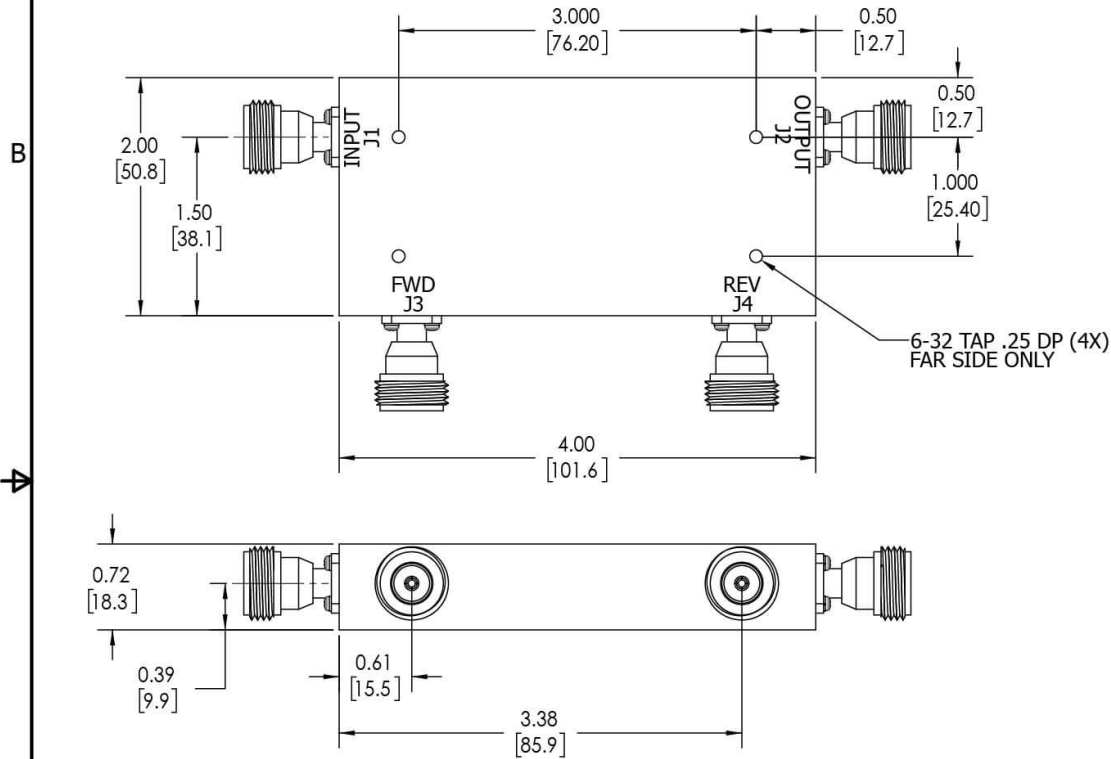 3.000
[76.20]
0.50
[12.7]
B
2.00
[50.8]
1.50
[38.1]
INPUT
J1
OUTPUT
J2
0.50
[12.7]
1.000
[25.40]
FWD
J3
REV
J4
6-32 TAP .25 DP (4X)
FAR SIDE ONLY
4.00
[101.6]
0.72
[18.3]
0.39
[9.9]
0.61
[15.5]
3.38
[85.9]